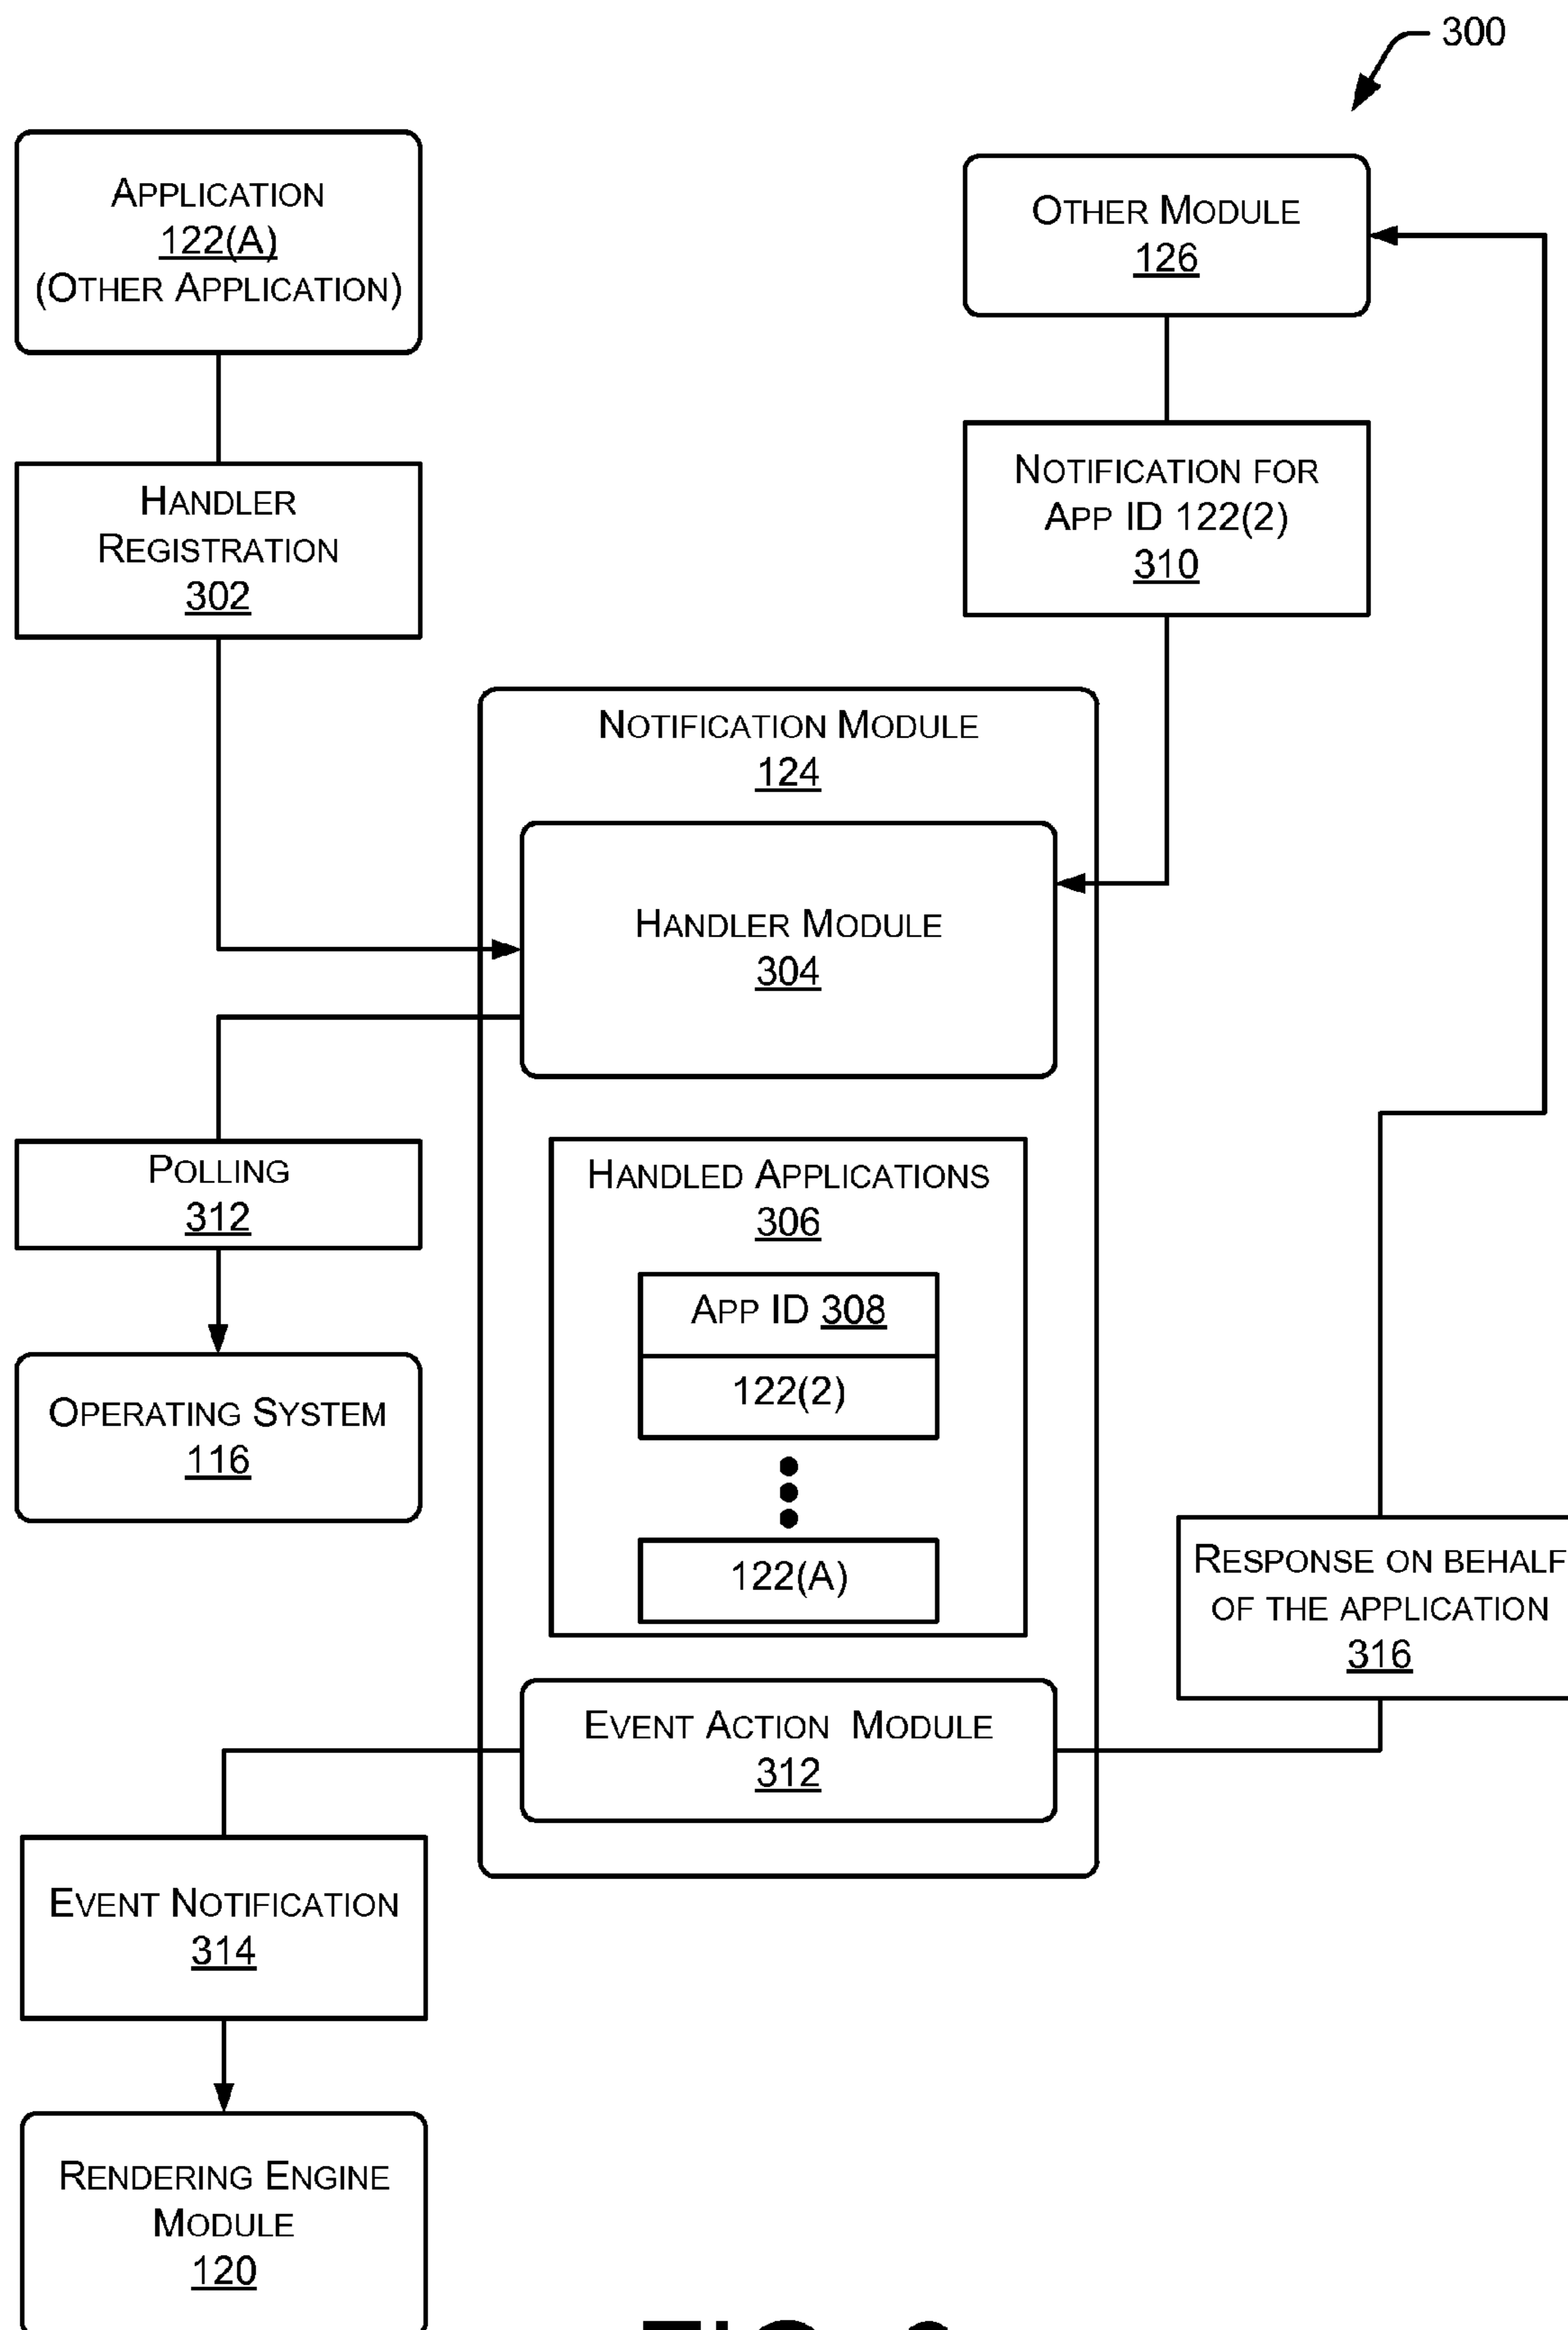 300
APPLICATION
122(A)
(OTHER APPLICATION)
OTHER MODULE
126
HANDLER
REGISTRATION
302
NOTIFICATION FOR
APP ID 122(2)
310
NOTIFICATION MODULE
124
HANDLER MODULE
304
POLLING
312
HANDLED APPLICATIONS
306
APP ID 308
122(2)
122(A)
OPERATING SYSTEM
116
RESPONSE ON BEHALF
OF THE APPLICATION
316
EVENT ACTION MODULE
312
EVENT NOTIFICATION
314
RENDERING ENGINE
MODULE
120